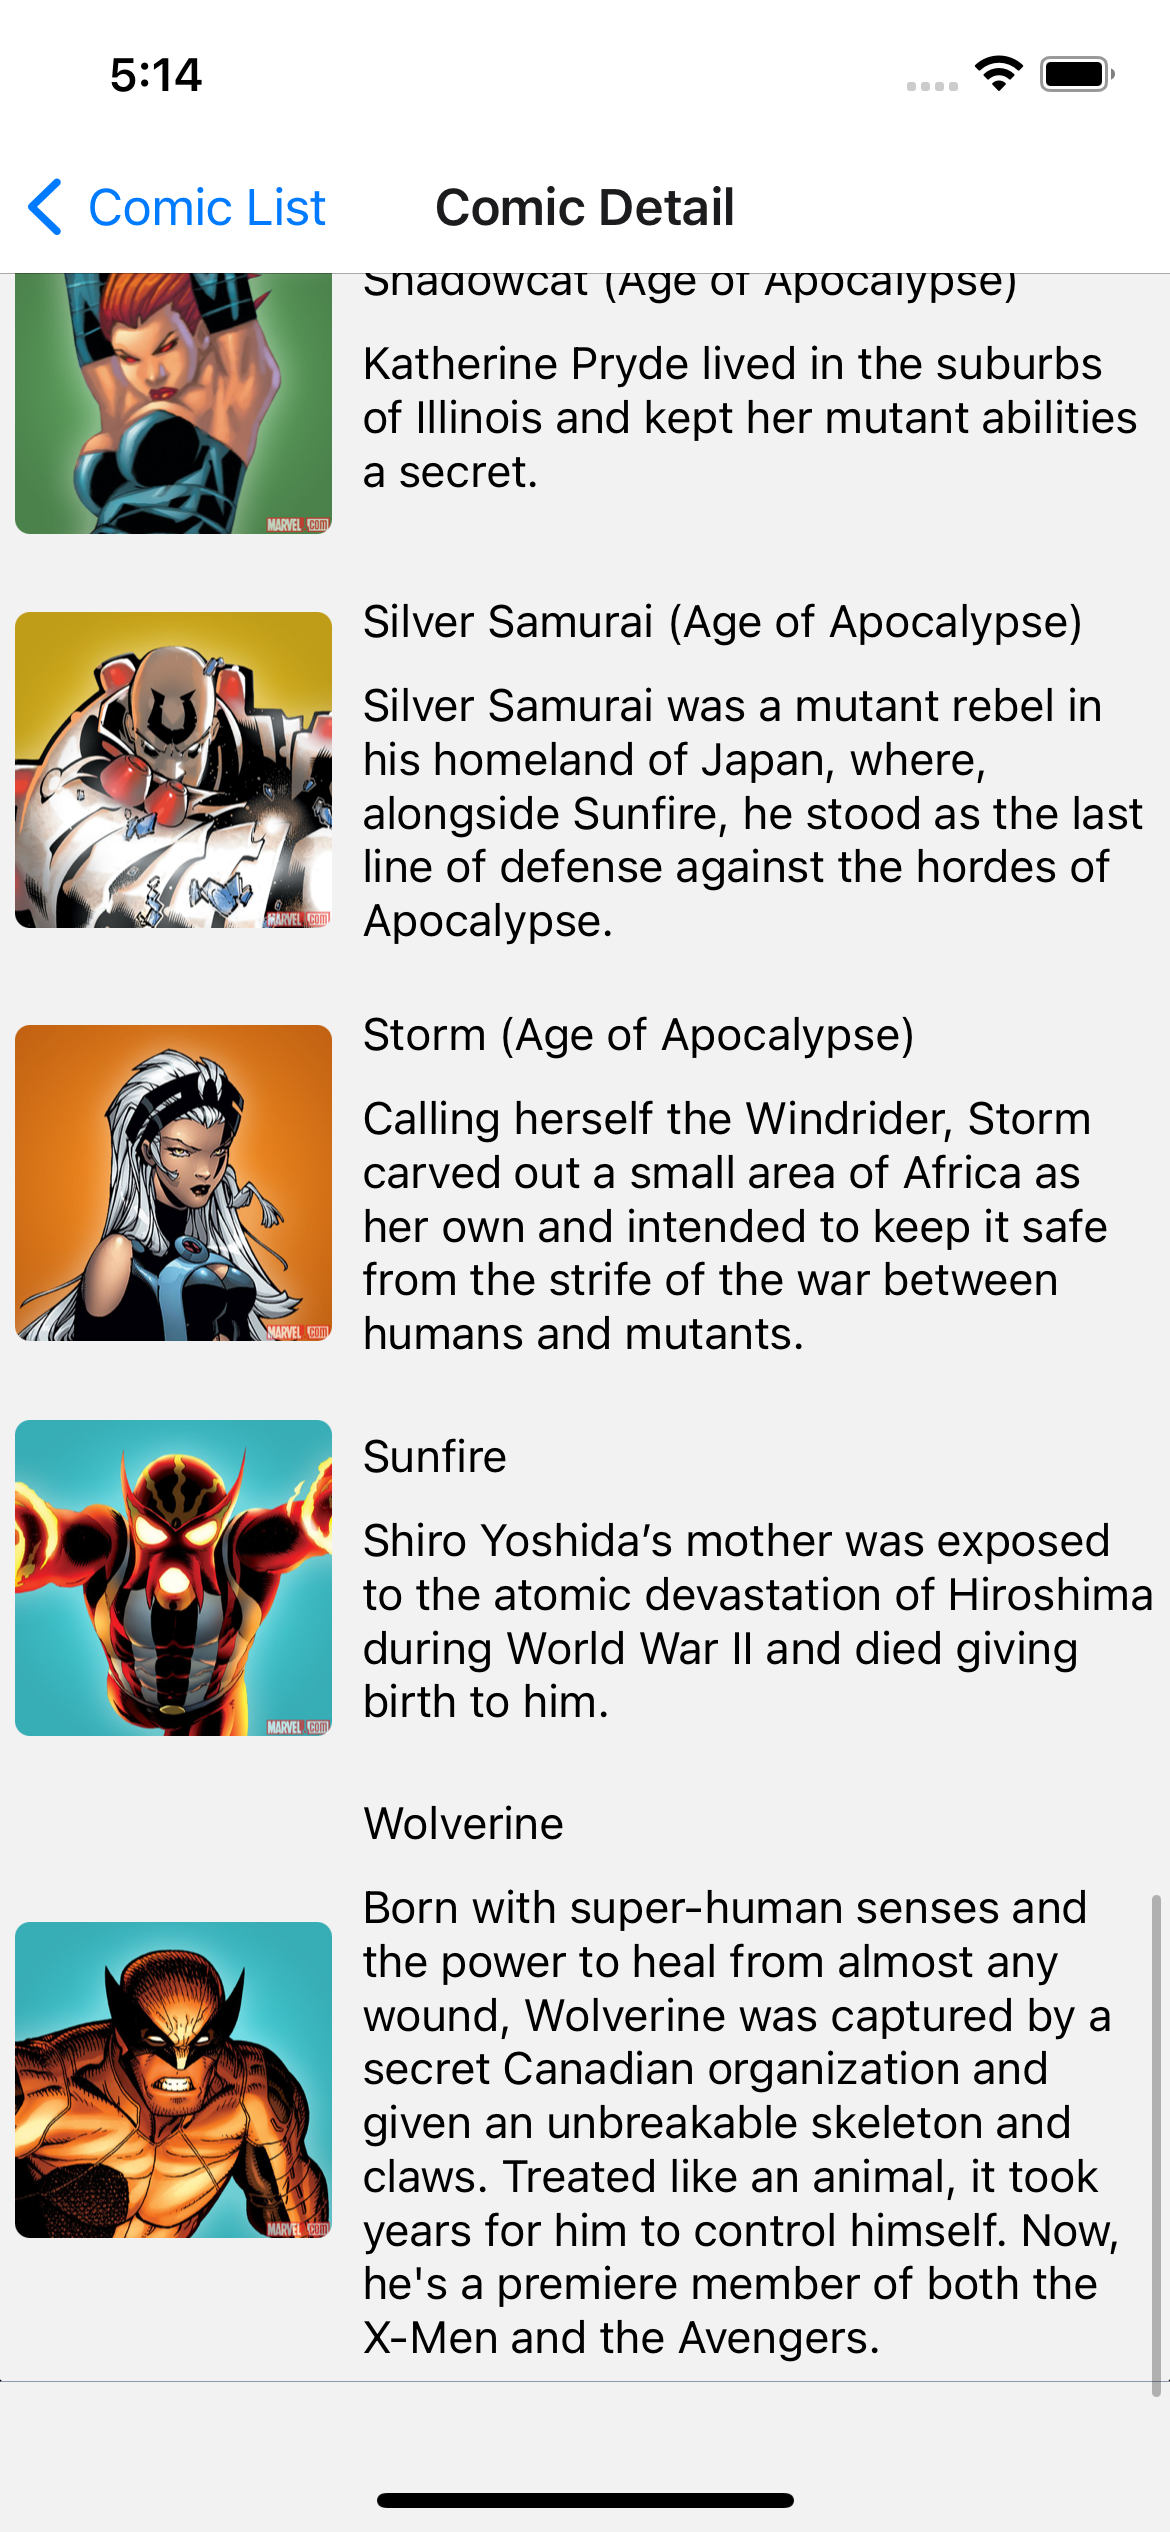 5:14
Comic List
Comic Detail
Shadowcat (Age of Apocalypse)
Katherine Pryde lived in the suburbs
of Illinois and kept her mutant abilities
a secret.
MARVEL.COM
Silver Samurai (Age of Apocalypse)
Silver Samurai was a mutant rebel in
his homeland of Japan, where,
alongside Sunfire, he stood as the last
line of defense against the hordes of
Apocalypse.
MARVEL.COM
Storm (Age of Apocalypse)
Calling herself the Windrider, Storm
carved out a small area of Africa as
her own and intended to keep it safe
from the strife of the war between
humans and mutants.
MARVEL.COM
Sunfire
Shiro Yoshida’s mother was exposed
to the atomic devastation of Hiroshima
during World War II and died giving
birth to him.
MARVEL.COM
Wolverine
Born with super-human senses and
the power to heal from almost any
wound, Wolverine was captured by a
secret Canadian organization and
given an unbreakable skeleton and
claws. Treated like an animal, it took
years for him to control himself. Now,
he's a premiere member of both the
X-Men and the Avengers.
MARVEL.COM